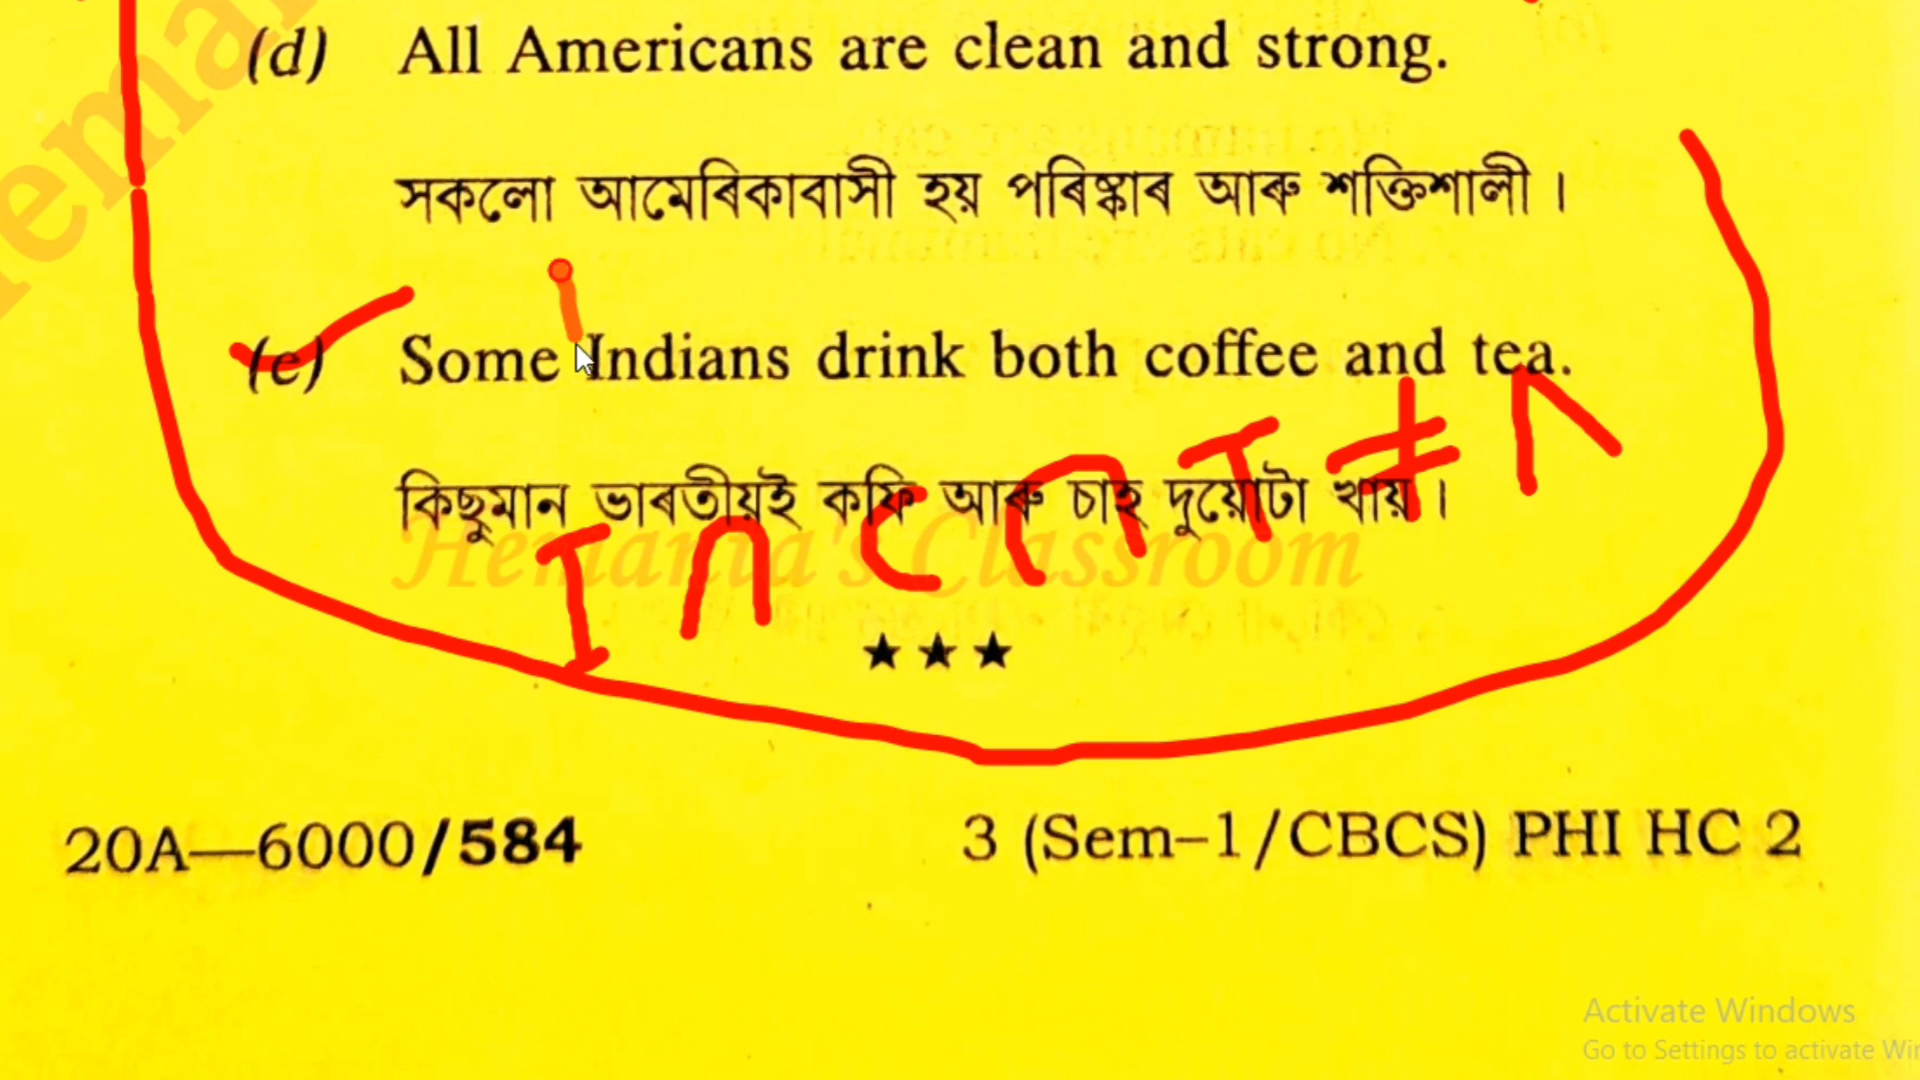 (d) All Americans are clean and strong.
সকলো আমেৰিকাবাসী হয় পৰিষ্কাৰ আৰু শক্তিশালী ।
(e) Some Indians drink both coffee and tea.
কিছুমান ভাৰতীয়ই কফি আৰু চাহ দুয়োটা খায় ।
I ∩ C ∩ T ≠ Λ
Hemanta's Classroom
★ ★ ★
20A—6000/584 3 (Sem–1/CBCS) PHI HC 2
Activate Windows
Go to Settings to activate Wi